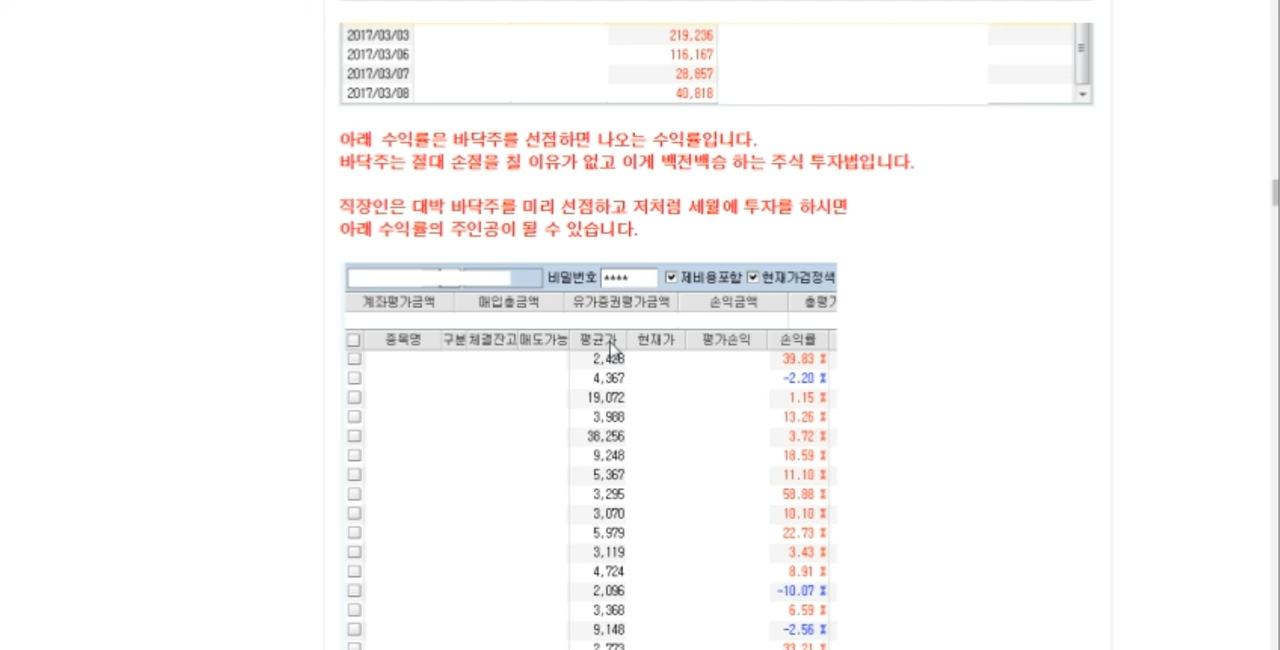 2017/03/03 219,236
2017/03/06 116,167
2017/03/07 28,857
2017/03/08 40,818
아래 수익률은 바닥주를 선점하면 나오는 수익률입니다.
바닥주는 절대 손절을 칠 이유가 없고 이게 백전백승 하는 주식 투자법입니다.
직장인은 대박 바닥주를 미리 선점하고 저처럼 세월에 투자를 하시면
아래 수익률의 주인공이 될 수 있습니다.
비밀번호 **** 제비용포함 현재가검정색
계좌평가금액 매입총금액 유가증권평가금액 손익금액 총평가
종목명 구분 체결잔고 매도가능 평균가 현재가 평가손익 손익률
2,428 39.83 %
4,367 -2.20 %
19,072 1.15 %
3,988 13.26 %
38,256 3.72 %
9,248 18.59 %
5,367 11.10 %
3,295 58.88 %
3,070 10.10 %
5,979 22.73 %
3,119 3.43 %
4,724 8.91 %
2,096 -10.07 %
3,368 6.59 %
9,148 -2.56 %
2,773 33.21 %